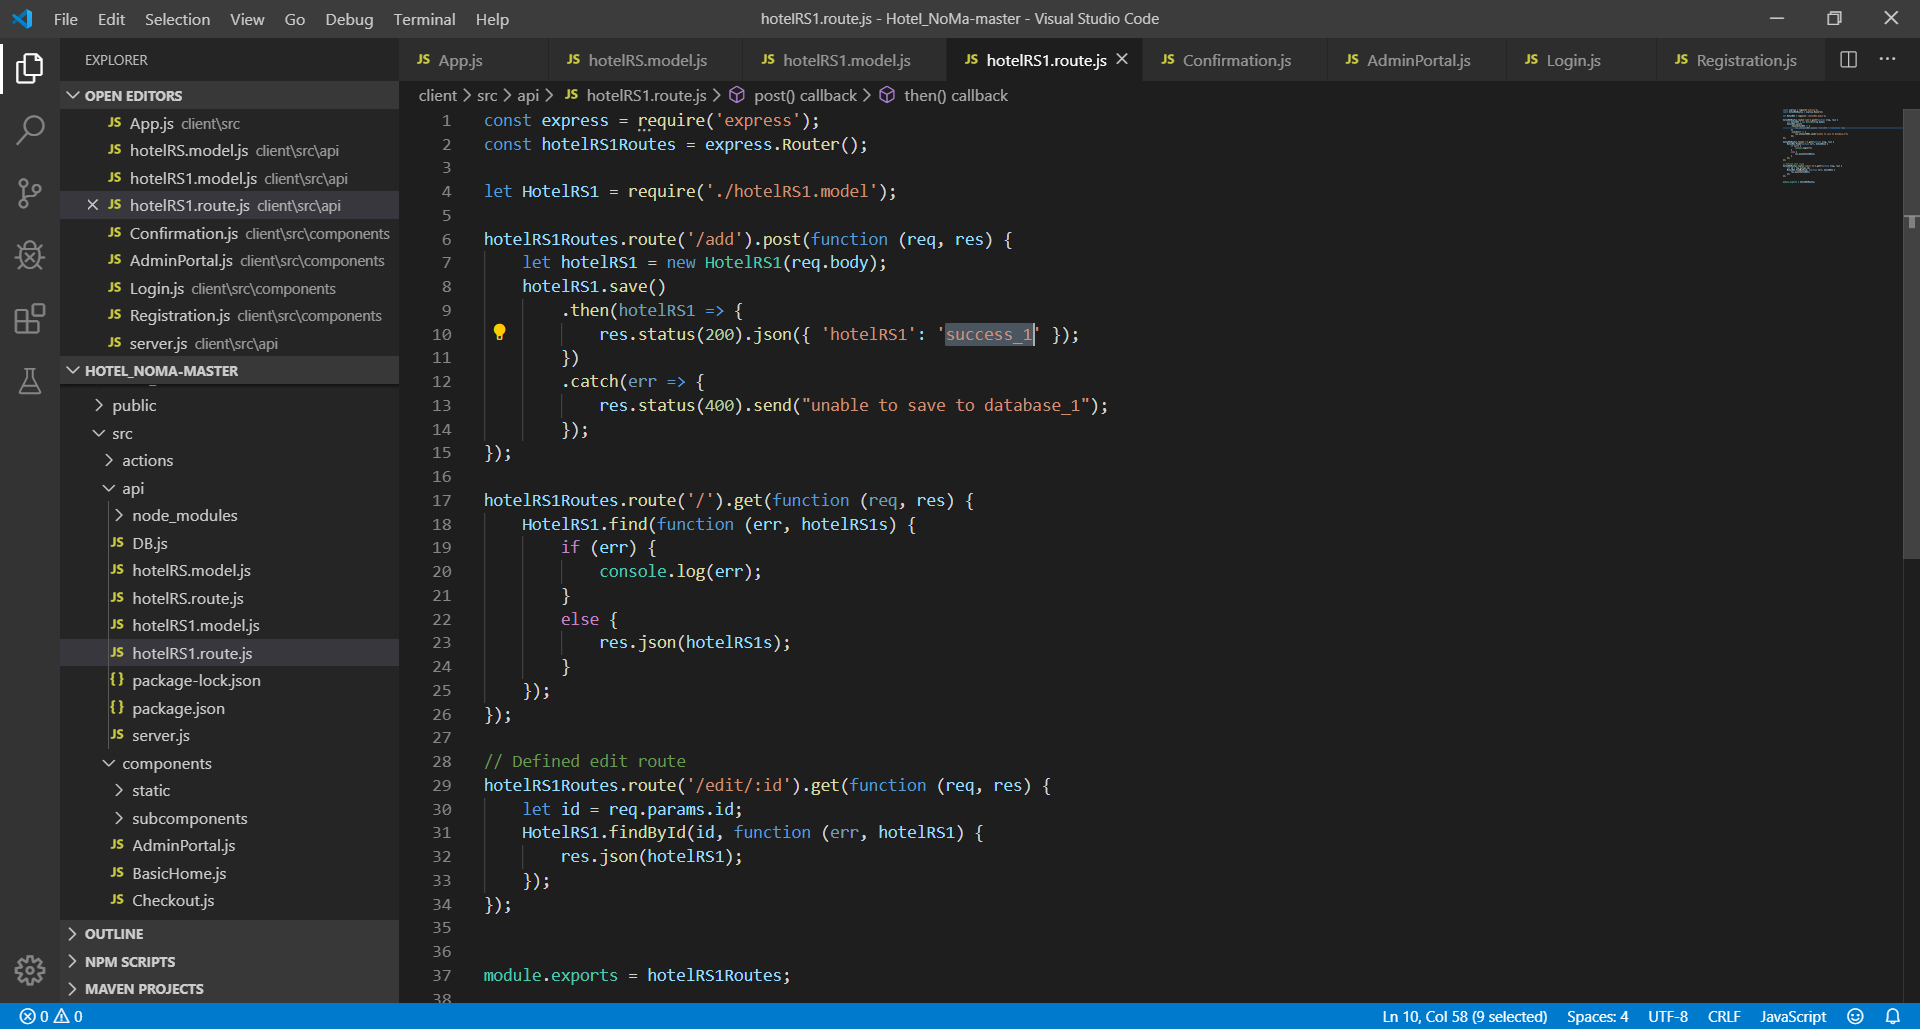 File Edit Selection View Go Debug Terminal Help
hotelRS1.route.js - Hotel_NoMa-master - Visual Studio Code
EXPLORER
OPEN EDITORS
JS App.js client\src
JS hotelRS.model.js client\src\api
JS hotelRS1.model.js client\src\api
JS hotelRS1.route.js client\src\api
JS Confirmation.js client\src\components
JS AdminPortal.js client\src\components
JS Login.js client\src\components
JS Registration.js client\src\components
JS server.js client\src\api
HOTEL_NOMA-MASTER
public
src
actions
api
node_modules
JS DB.js
JS hotelRS.model.js
JS hotelRS.route.js
JS hotelRS1.model.js
JS hotelRS1.route.js
{} package-lock.json
{} package.json
JS server.js
components
static
subcomponents
JS AdminPortal.js
JS BasicHome.js
JS Checkout.js
OUTLINE
NPM SCRIPTS
MAVEN PROJECTS
JS App.js JS hotelRS.model.js JS hotelRS1.model.js JS hotelRS1.route.js JS Confirmation.js JS AdminPortal.js JS Login.js JS Registration.js
client > src > api > JS hotelRS1.route.js > post() callback > then() callback
1 const express = require('express');
2 const hotelRS1Routes = express.Router();
3
4 let HotelRS1 = require('./hotelRS1.model');
5
6 hotelRS1Routes.route('/add').post(function (req, res) {
7 let hotelRS1 = new HotelRS1(req.body);
8 hotelRS1.save()
9 .then(hotelRS1 => {
10 res.status(200).json({ 'hotelRS1': 'success_1' });
11 })
12 .catch(err => {
13 res.status(400).send("unable to save to database_1");
14 });
15 });
16
17 hotelRS1Routes.route('/').get(function (req, res) {
18 HotelRS1.find(function (err, hotelRS1s) {
19 if (err) {
20 console.log(err);
21 }
22 else {
23 res.json(hotelRS1s);
24 }
25 });
26 });
27
28 // Defined edit route
29 hotelRS1Routes.route('/edit/:id').get(function (req, res) {
30 let id = req.params.id;
31 HotelRS1.findById(id, function (err, hotelRS1) {
32 res.json(hotelRS1);
33 });
34 });
35
36
37 module.exports = hotelRS1Routes;
38
0 0
Ln 10, Col 58 (9 selected) Spaces: 4 UTF-8 CRLF JavaScript